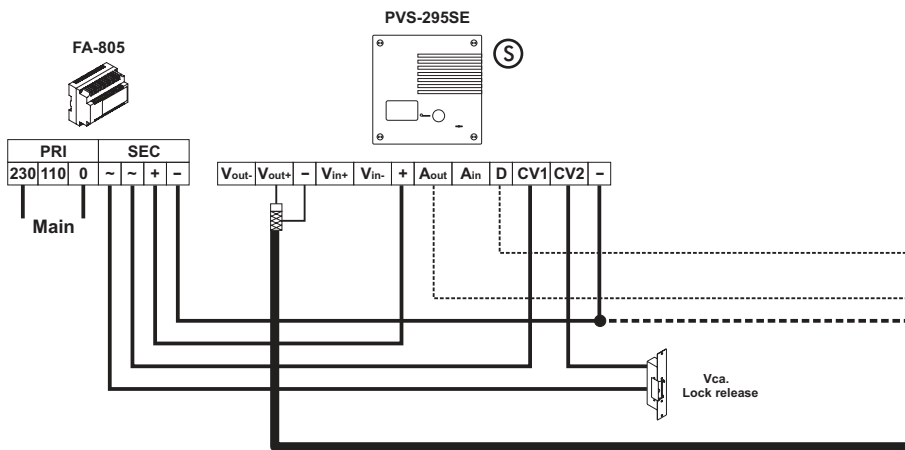 PVS-295SE
FA-805
S
PRI SEC
230 110 0 ~ ~ + −
Vout- Vout+ − Vin+ Vin- + Aout Ain D CV1 CV2 −
Main
Vca.
Lock release